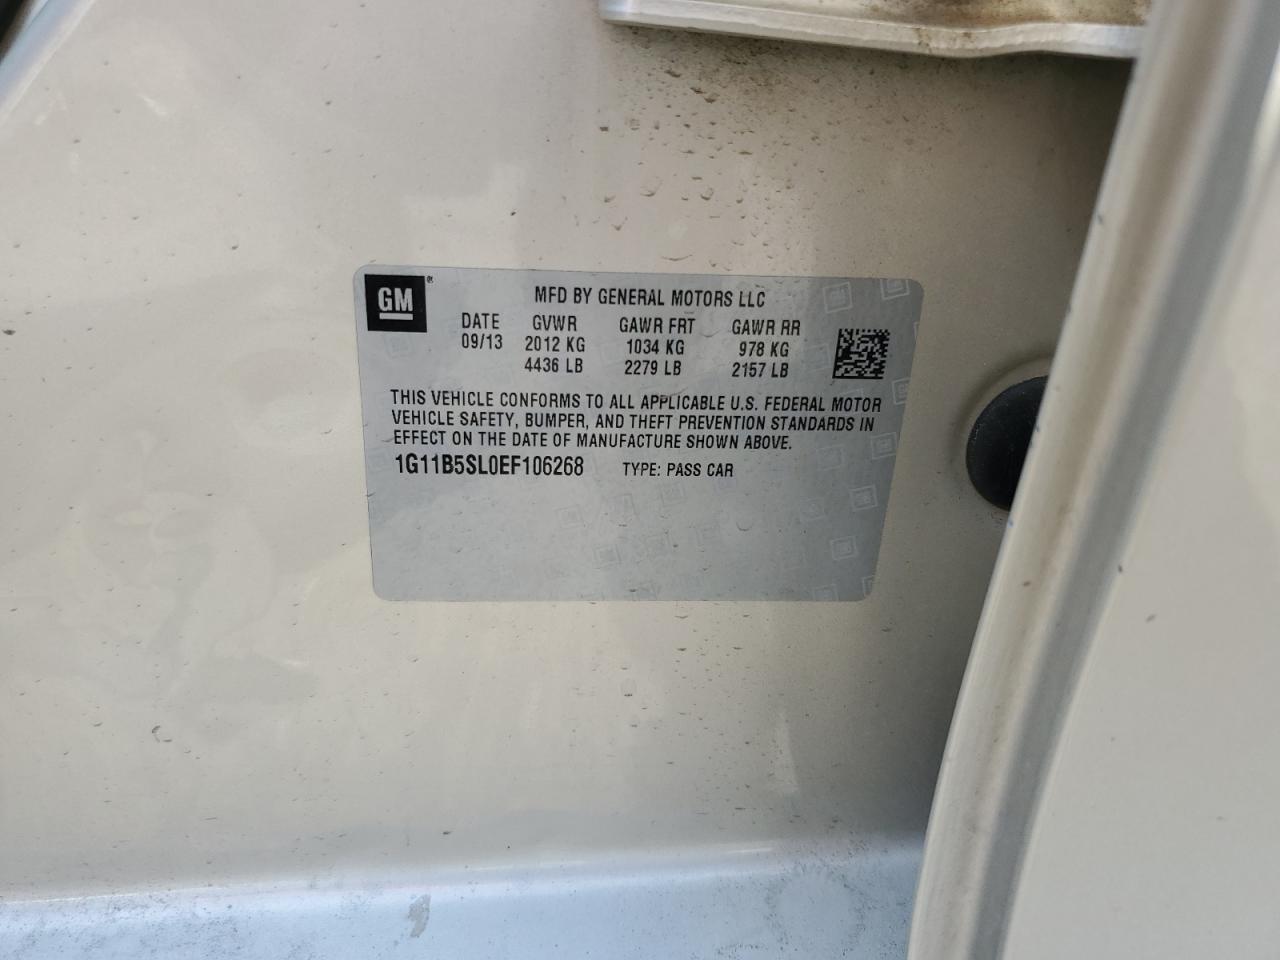 GM ®
MFD BY GENERAL MOTORS LLC
DATE GVWR GAWR FRT GAWR RR
09/13 2012 KG 1034 KG 978 KG
4436 LB 2279 LB 2157 LB
THIS VEHICLE CONFORMS TO ALL APPLICABLE U.S. FEDERAL MOTOR
VEHICLE SAFETY, BUMPER, AND THEFT PREVENTION STANDARDS IN
EFFECT ON THE DATE OF MANUFACTURE SHOWN ABOVE.
1G11B5SL0EF106268 TYPE: PASS CAR